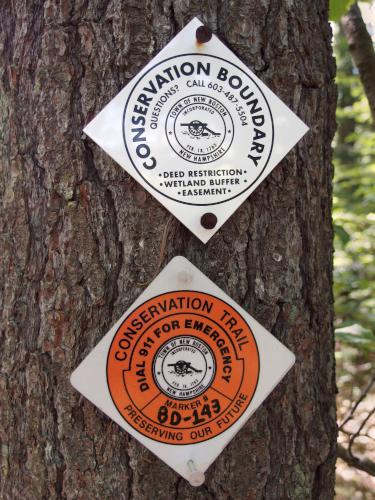 CONSERVATION BOUNDARY
QUESTIONS? CALL 603-487-5504
TOWN OF NEW BOSTON
INCORPORATED
FEB. 18, 1763
NEW HAMPSHIRE
•DEED RESTRICTION•
•WETLAND BUFFER•
•EASEMENT•
CONSERVATION TRAIL
DIAL 911 FOR EMERGENCY
TOWN OF NEW BOSTON
INCORPORATED
FEB. 18, 1763
NEW HAMPSHIRE
MARKER #
BD-143
PRESERVING OUR FUTURE